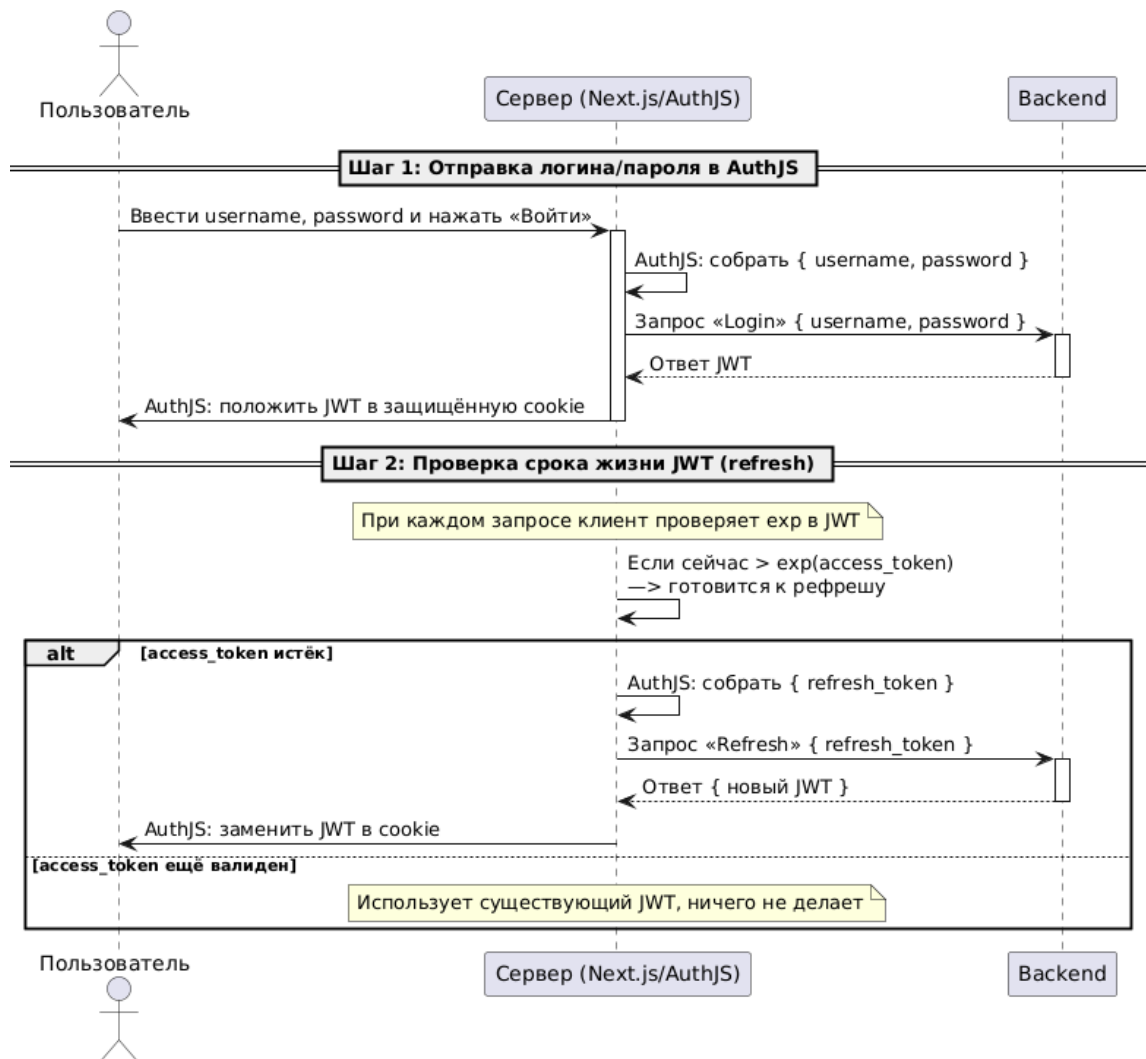 Пользователь
Сервер (Next.js/AuthJS)
Backend
Шаг 1: Отправка логина/пароля в AuthJS
Ввести username, password и нажать «Войти»
AuthJS: собрать { username, password }
Запрос «Login» { username, password }
Ответ JWT
AuthJS: положить JWT в защищённую cookie
Шаг 2: Проверка срока жизни JWT (refresh)
При каждом запросе клиент проверяет exp в JWT
Если сейчас > exp(access_token)
—> готовится к рефрешу
alt
[access_token истёк]
AuthJS: собрать { refresh_token }
Запрос «Refresh» { refresh_token }
Ответ { новый JWT }
AuthJS: заменить JWT в cookie
[access_token ещё валиден]
Использует существующий JWT, ничего не делает
Пользователь
Сервер (Next.js/AuthJS)
Backend